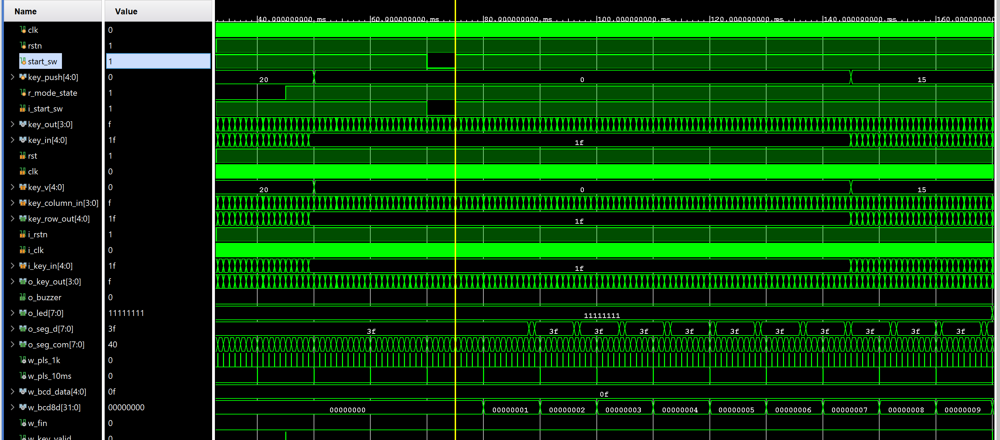 Name Value
40.000000000 ms 60.000000000 ms 80.000000000 ms 100.000000000 ms 120.000000000 ms 140.000000000 ms 160.000000000
clk 0
rstn 1
start_sw 1
key_push[4:0] 0 20 0 15
r_mode_state 1
i_start_sw 1
key_out[3:0] f
key_in[4:0] 1f 1f
rst 1
clk 0
key_v[4:0] 0 20 0 15
key_column_in[3:0] f
key_row_out[4:0] 1f 1f
i_rstn 1
i_clk 0
i_key_in[4:0] 1f 1f
o_key_out[3:0] f
o_buzzer 0
o_led[7:0] 11111111 11111111
o_seg_d[7:0] 3f 3f 3f 3f 3f 3f 3f 3f 3f 3f 3f 3f
o_seg_com[7:0] 40
w_pls_1k 0
w_pls_10ms 0
w_bcd_data[4:0] 0f 0f
w_bcd8d[31:0] 00000000 00000000 00000001 00000002 00000003 00000004 00000005 00000006 00000007 00000008 00000009
w_fin 0
w_key_valid 0